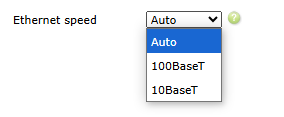 Ethernet speed Auto ?
Auto
100BaseT
10BaseT